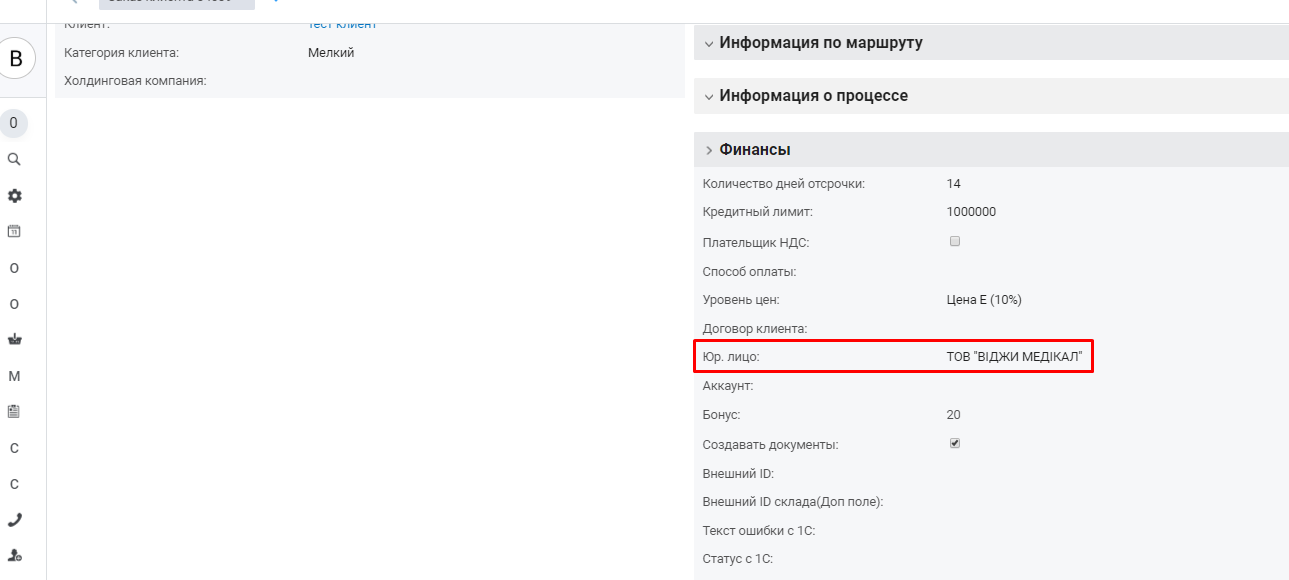 Клиент: тест клиент
Категория клиента: Мелкий
Холдинговая компания:
В
0
О
О
М
С
С
Информация по маршруту
Информация о процессе
Финансы
Количество дней отсрочки: 14
Кредитный лимит: 1000000
Плательщик НДС:
Способ оплаты:
Уровень цен: Цена Е (10%)
Договор клиента:
Юр. лицо: ТОВ "ВІДЖИ МЕДІКАЛ"
Аккаунт:
Бонус: 20
Создавать документы:
Внешний ID:
Внешний ID склада(Доп поле):
Текст ошибки с 1С:
Статус с 1С: